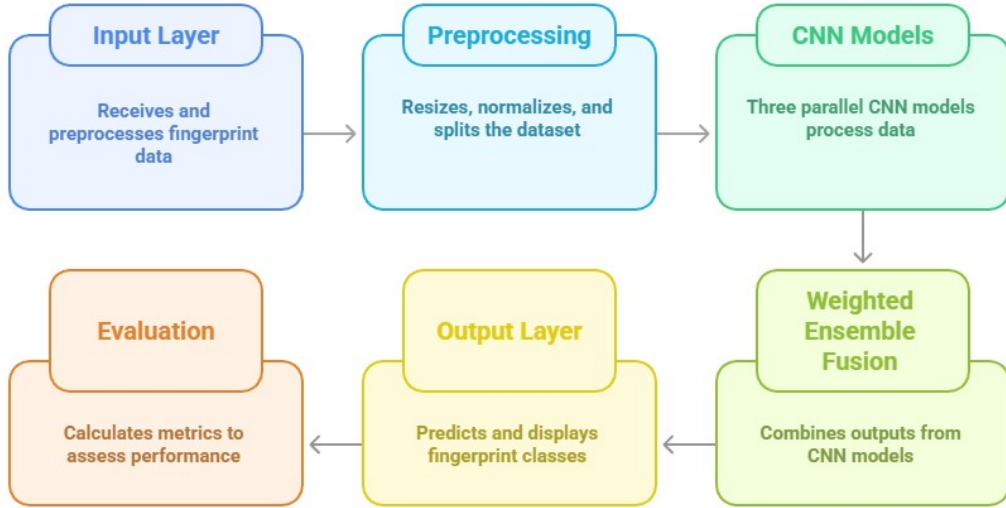 Input Layer
Receives and
preprocesses fingerprint
data
Preprocessing
Resizes, normalizes, and
splits the dataset
CNN Models
Three parallel CNN models
process data
Weighted
Ensemble
Fusion
Combines outputs from
CNN models
Output Layer
Predicts and displays
fingerprint classes
Evaluation
Calculates metrics to
assess performance